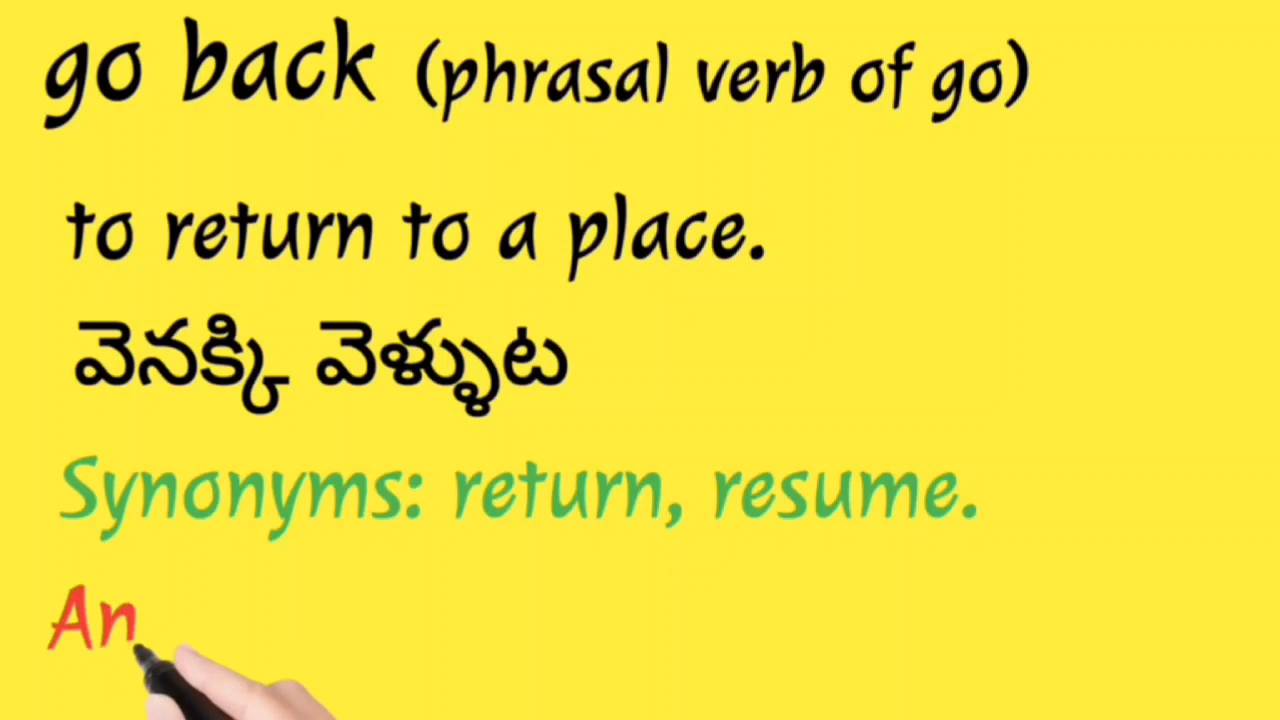 go back (phrasal verb of go)
to return to a place.
వెనక్కి వెళ్ళుట
Synonyms: return, resume.
An